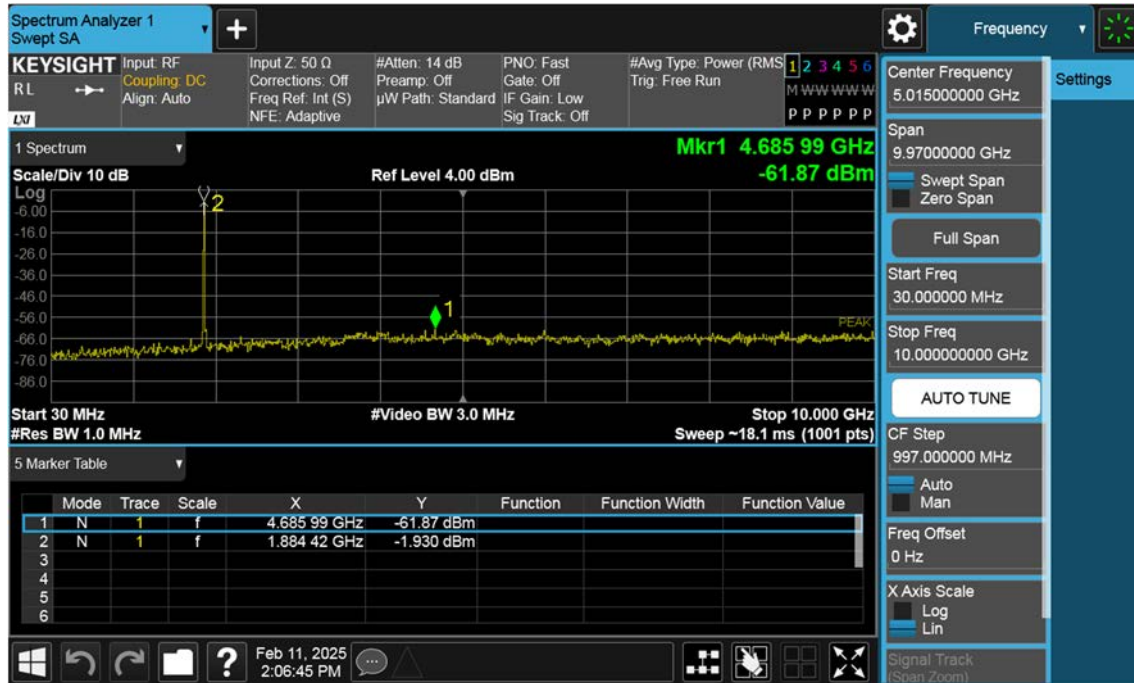 Spectrum Analyzer 1
Swept SA
+
Frequency
KEYSIGHT
RL
LXI
Input: RF
Coupling: DC
Align: Auto
Input Z: 50 Ω
Corrections: Off
Freq Ref: Int (S)
NFE: Adaptive
#Atten: 14 dB
Preamp: Off
µW Path: Standard
PNO: Fast
Gate: Off
IF Gain: Low
Sig Track: Off
#Avg Type: Power (RMS
Trig: Free Run
1 2 3 4 5 6
M W W W W W
P P P P P P
1 Spectrum
Scale/Div 10 dB
Ref Level 4.00 dBm
Mkr1 4.685 99 GHz
-61.87 dBm
Log
-6.00
-16.0
-26.0
-36.0
-46.0
-56.0
-66.0
-76.0
-86.0
2
1
PEAK
Start 30 MHz
#Video BW 3.0 MHz
Stop 10.000 GHz
#Res BW 1.0 MHz
Sweep ~18.1 ms (1001 pts)
5 Marker Table
Mode Trace Scale X Y Function Function Width Function Value
1 N 1 f 4.685 99 GHz -61.87 dBm
2 N 1 f 1.884 42 GHz -1.930 dBm
3
4
5
6
Feb 11, 2025
2:06:45 PM
?
Center Frequency
5.015000000 GHz
Span
9.97000000 GHz
Swept Span
Zero Span
Full Span
Start Freq
30.000000 MHz
Stop Freq
10.000000000 GHz
AUTO TUNE
CF Step
997.000000 MHz
Auto
Man
Freq Offset
0 Hz
X Axis Scale
Log
Lin
Signal Track
(Span Zoom)
Settings